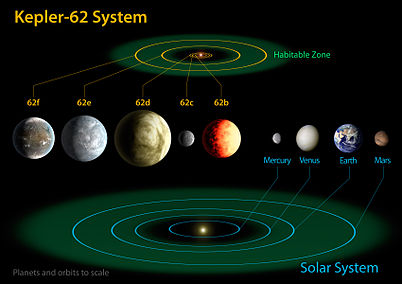 Kepler-62 System
Habitable Zone
62f
62e
62d
62c
62b
Mercury
Venus
Earth
Mars
Planets and orbits to scale
Solar System